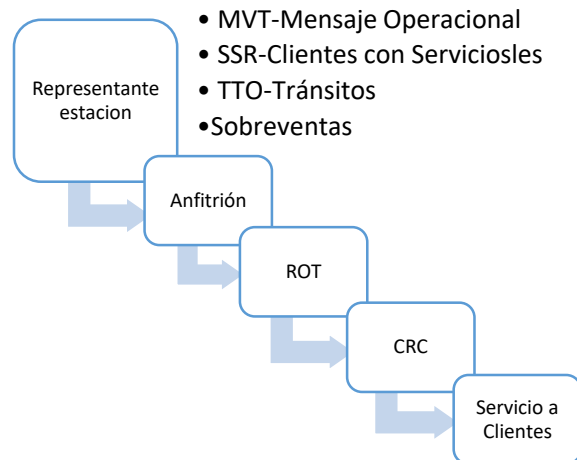 • MVT-Mensaje Operacional
• SSR-Clientes con Serviciosles
• TTO-Tránsitos
•Sobreventas
Representante
estacion
Anfitrión
ROT
CRC
Servicio a
Clientes